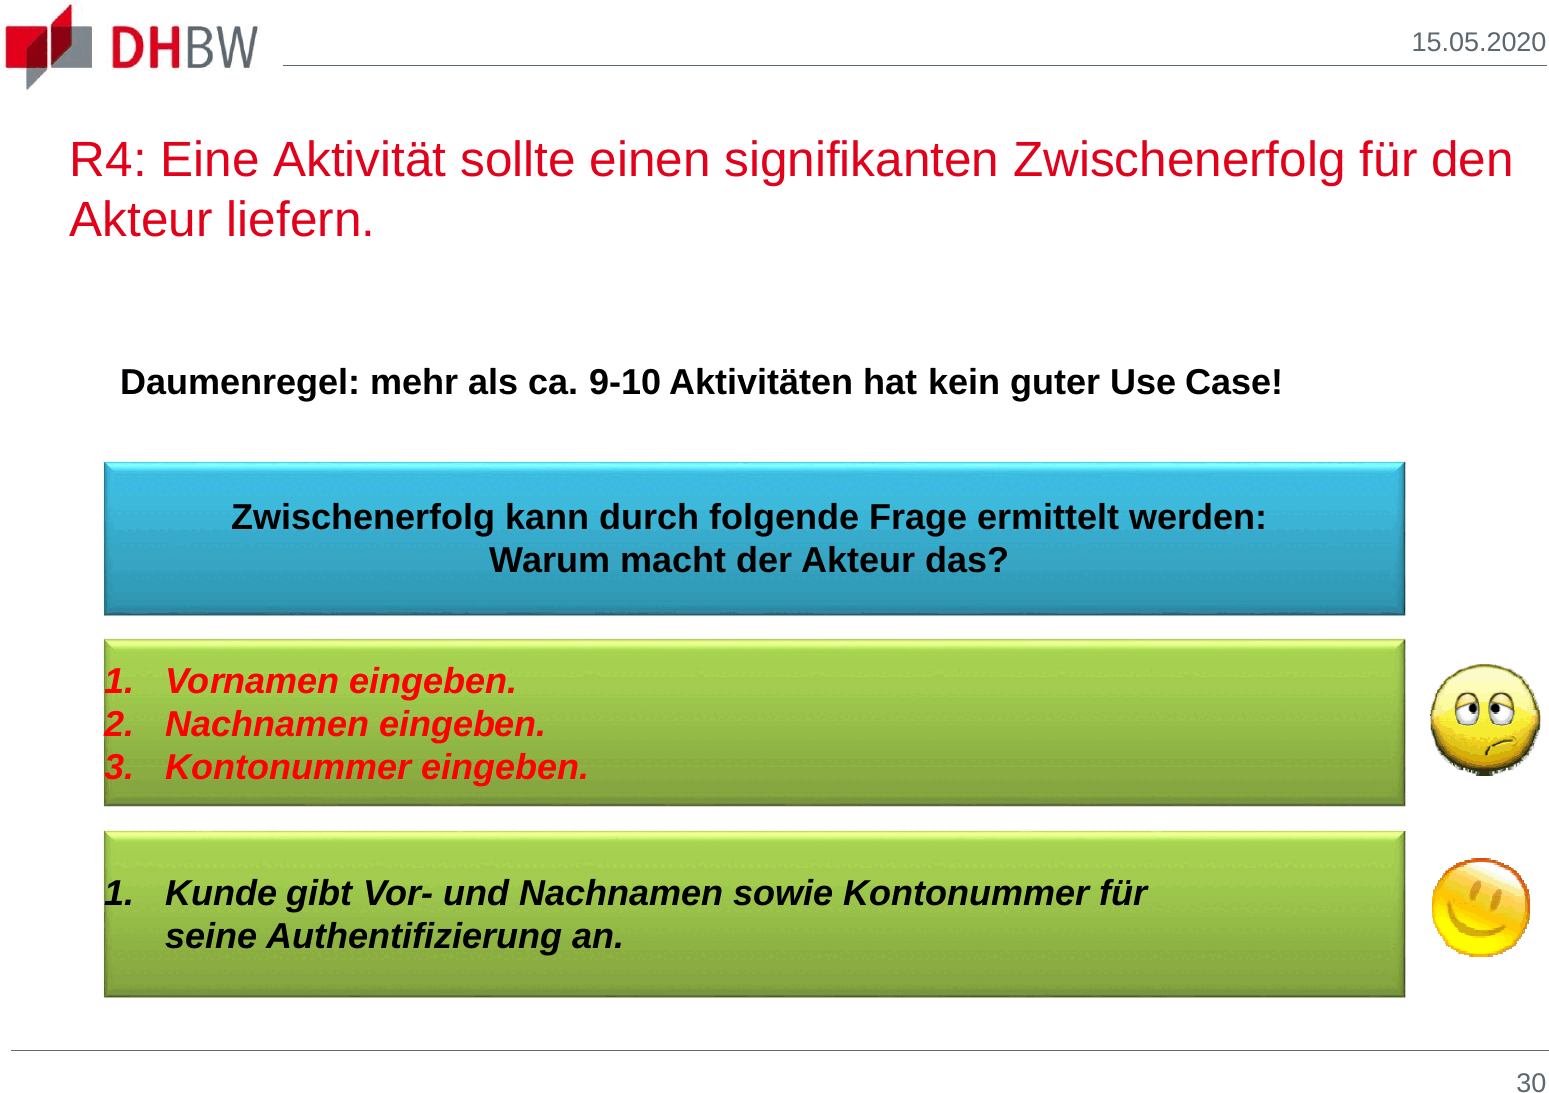 DHBW
15.05.2020
R4: Eine Aktivität sollte einen signifikanten Zwischenerfolg für den
Akteur liefern.
Daumenregel: mehr als ca. 9-10 Aktivitäten hat kein guter Use Case!
Zwischenerfolg kann durch folgende Frage ermittelt werden:
Warum macht der Akteur das?
1. Vornamen eingeben.
2. Nachnamen eingeben.
3. Kontonummer eingeben.
1. Kunde gibt Vor- und Nachnamen sowie Kontonummer für
seine Authentifizierung an.
30